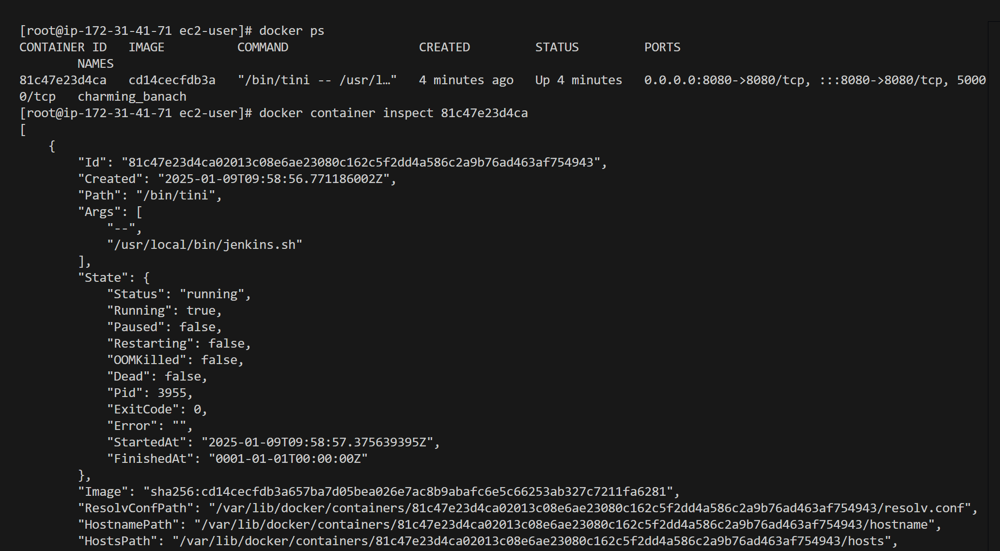 [root@ip-172-31-41-71 ec2-user]# docker ps
CONTAINER ID   IMAGE          COMMAND                  CREATED         STATUS         PORTS
        NAMES
81c47e23d4ca   cd14cecfdb3a   "/bin/tini -- /usr/l…"   4 minutes ago   Up 4 minutes   0.0.0.0:8080->8080/tcp, :::8080->8080/tcp, 5000
0/tcp   charming_banach
[root@ip-172-31-41-71 ec2-user]# docker container inspect 81c47e23d4ca
[
    {
        "Id": "81c47e23d4ca02013c08e6ae23080c162c5f2dd4a586c2a9b76ad463af754943",
        "Created": "2025-01-09T09:58:56.771186002Z",
        "Path": "/bin/tini",
        "Args": [
            "--",
            "/usr/local/bin/jenkins.sh"
        ],
        "State": {
            "Status": "running",
            "Running": true,
            "Paused": false,
            "Restarting": false,
            "OOMKilled": false,
            "Dead": false,
            "Pid": 3955,
            "ExitCode": 0,
            "Error": "",
            "StartedAt": "2025-01-09T09:58:57.375639395Z",
            "FinishedAt": "0001-01-01T00:00:00Z"
        },
        "Image": "sha256:cd14cecfdb3a657ba7d05bea026e7ac8b9abafc6e5c66253ab327c7211fa6281",
        "ResolvConfPath": "/var/lib/docker/containers/81c47e23d4ca02013c08e6ae23080c162c5f2dd4a586c2a9b76ad463af754943/resolv.conf",
        "HostnamePath": "/var/lib/docker/containers/81c47e23d4ca02013c08e6ae23080c162c5f2dd4a586c2a9b76ad463af754943/hostname",
        "HostsPath": "/var/lib/docker/containers/81c47e23d4ca02013c08e6ae23080c162c5f2dd4a586c2a9b76ad463af754943/hosts",